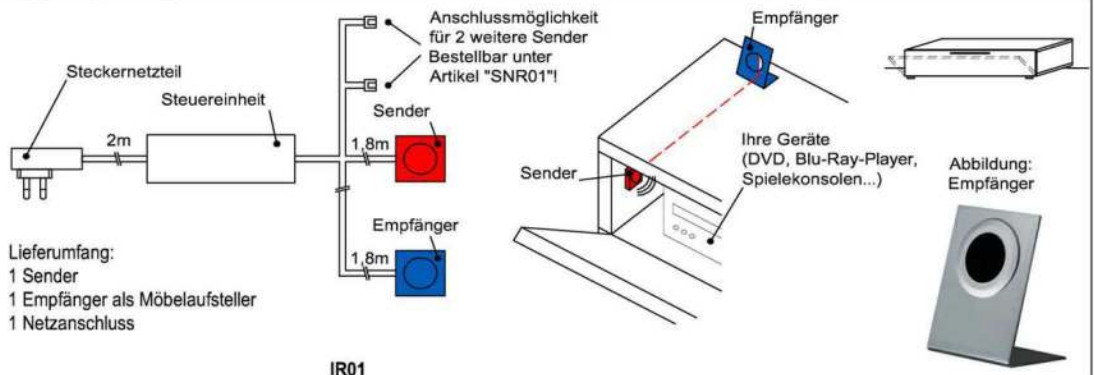 Steckernetzteil
2m
Steuereinheit
Anschlussmöglichkeit
für 2 weitere Sender
Bestellbar unter
Artikel "SNR01"!
Sender
1,8m
Empfänger
1,8m
Lieferumfang:
1 Sender
1 Empfänger als Möbelaufsteller
1 Netzanschluss
IR01
Empfänger
Sender
Ihre Geräte
(DVD, Blu-Ray-Player,
Spielekonsolen...)
Abbildung:
Empfänger